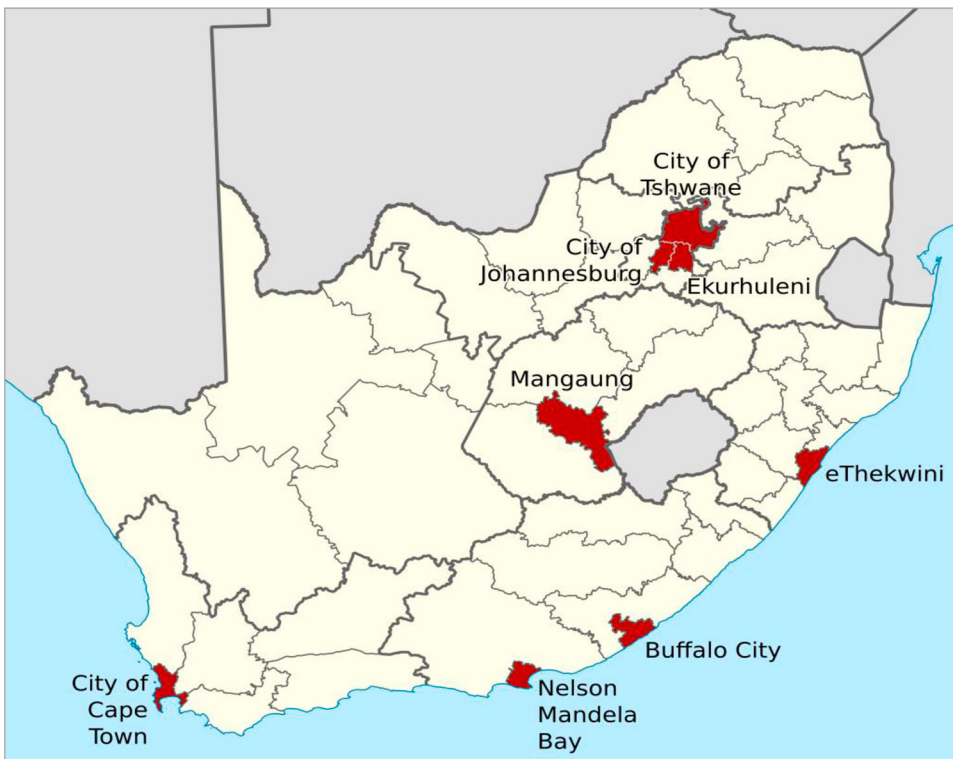 City of
Tshwane
City of
Johannesburg
Ekurhuleni
Mangaung
eThekwini
Buffalo City
City of
Cape
Town
Nelson
Mandela
Bay